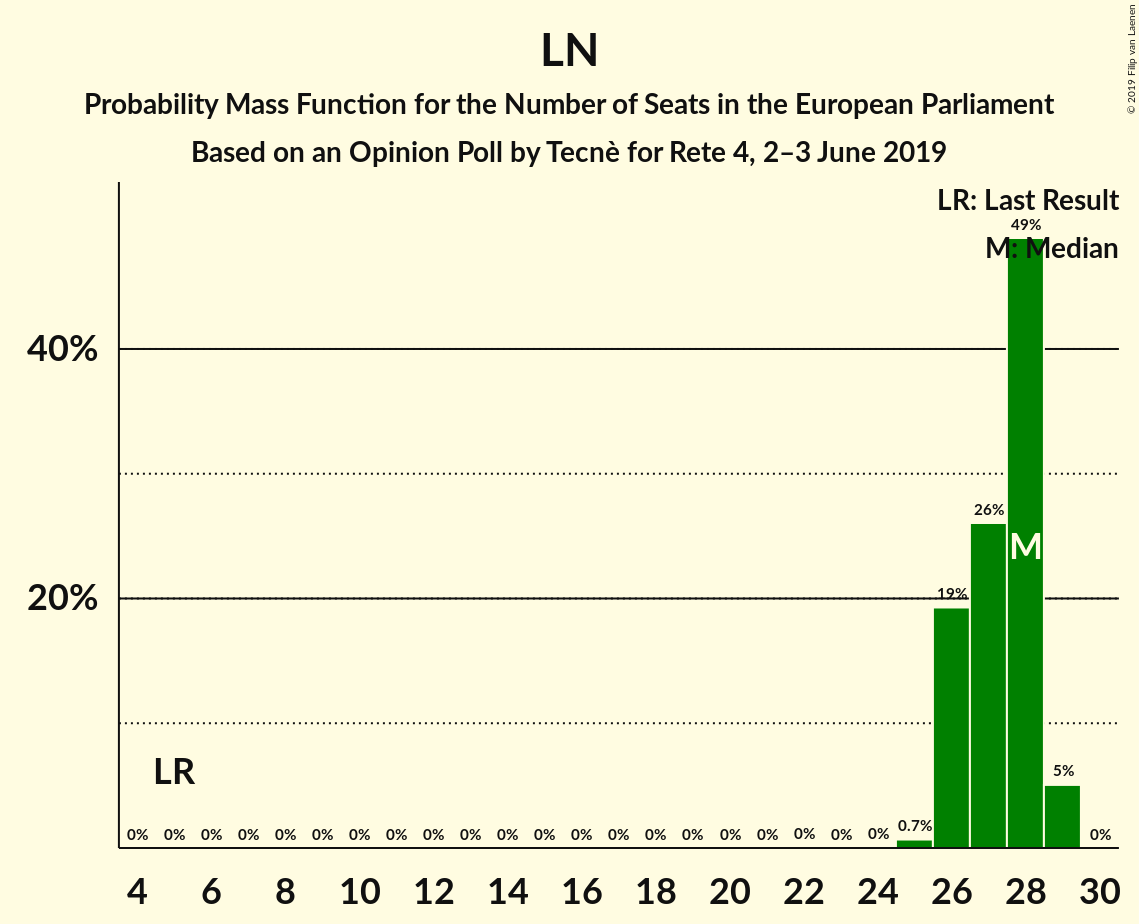 LN
Probability Mass Function for the Number of Seats in the European Parliament
Based on an Opinion Poll by Tecnè for Rete 4, 2–3 June 2019
© 2019 Filip van Laenen
LR: Last Result
M: Median
49%
40%
26%
M
20%
19%
LR
5%
0% 0% 0% 0% 0% 0% 0% 0% 0% 0% 0% 0% 0% 0% 0% 0% 0% 0% 0% 0% 0% 0.7% 0%
4 6 8 10 12 14 16 18 20 22 24 26 28 30